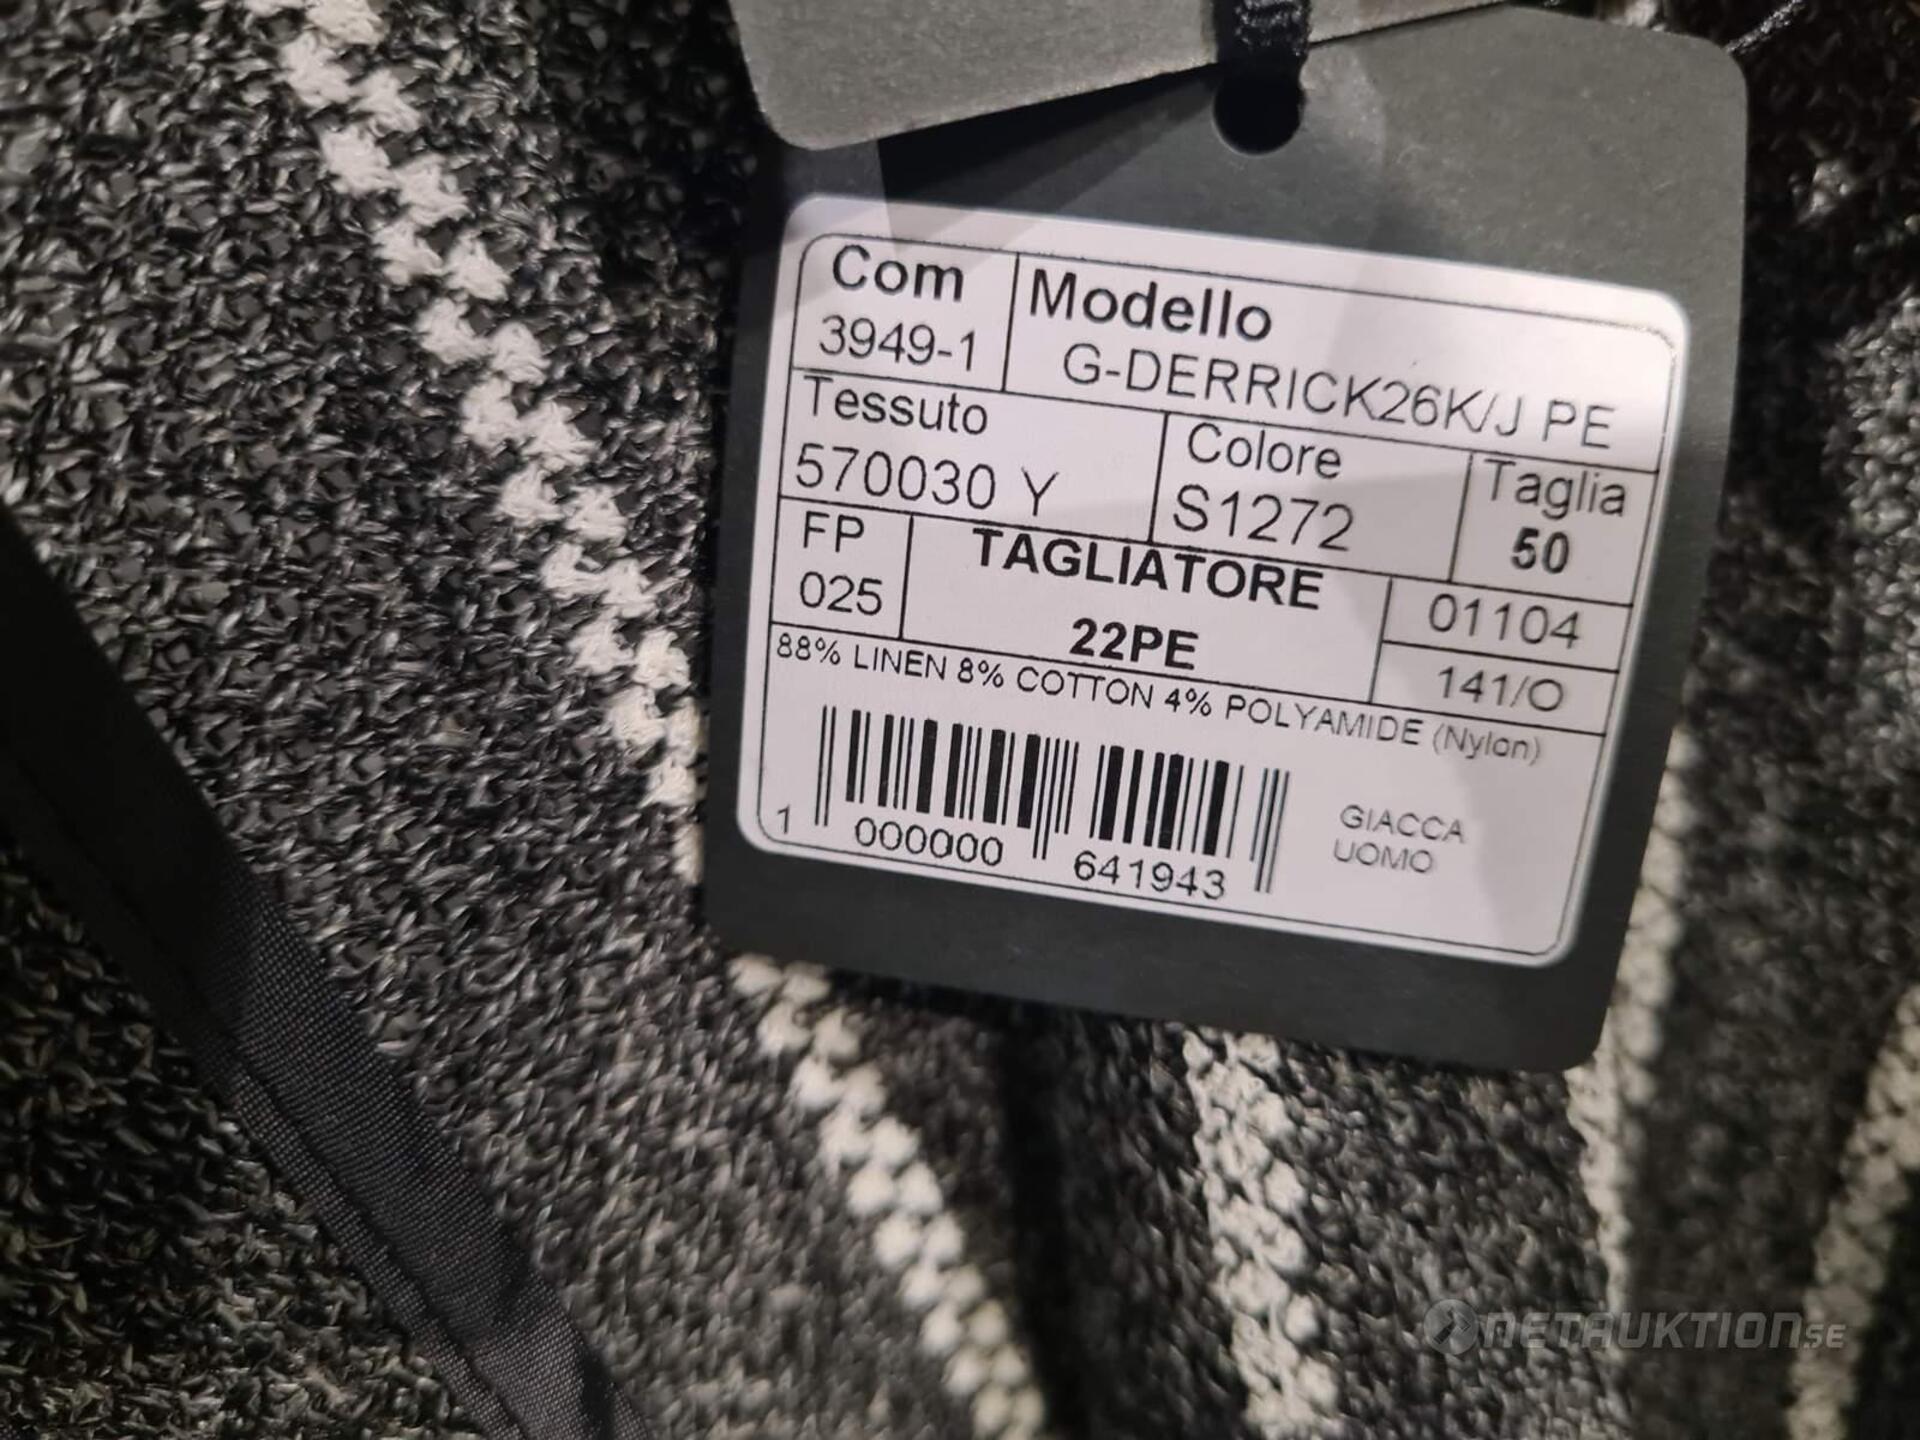 Com
3949-1
Modello
G-DERRICK26K/J PE
Tessuto
570030 Y
Colore
S1272
Taglia
50
FP
025
TAGLIATORE
22PE
01104
141/O
88% LINEN 8% COTTON 4% POLYAMIDE (Nylon)
1 000000 641943
GIACCA
UOMO
NETAUKTION.SE